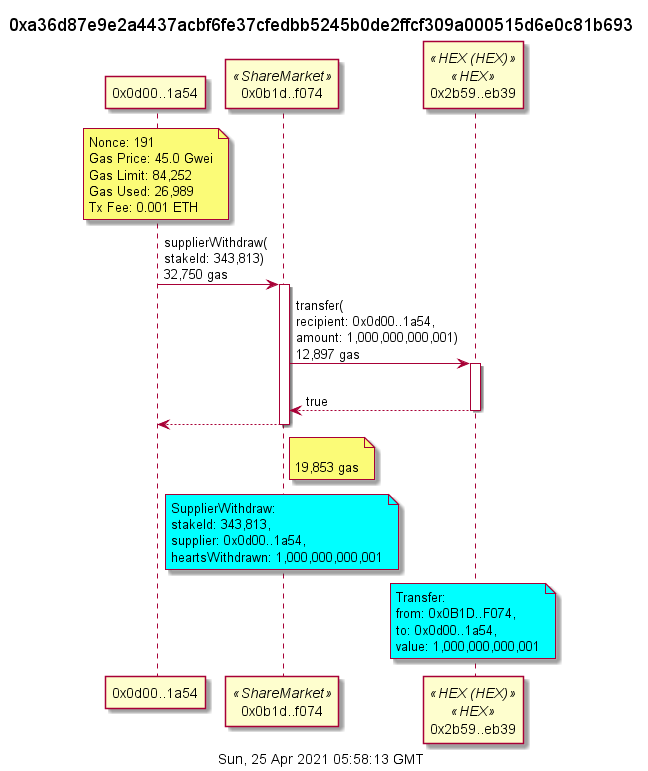 0xa36d87e9e2a4437acbf6fe37cfedbb5245b0de2ffcf309a000515d6e0c81b693
0x0d00..1a54
«ShareMarket»
0x0b1d..f074
«HEX (HEX)»
«HEX»
0x2b59..eb39
Nonce: 191
Gas Price: 45.0 Gwei
Gas Limit: 84,252
Gas Used: 26,989
Tx Fee: 0.001 ETH
supplierWithdraw(
stakeId: 343,813)
32,750 gas
transfer(
recipient: 0x0d00..1a54,
amount: 1,000,000,000,001)
12,897 gas
true
19,853 gas
SupplierWithdraw:
stakeId: 343,813,
supplier: 0x0d00..1a54,
heartsWithdrawn: 1,000,000,000,001
Transfer:
from: 0x0B1D..F074,
to: 0x0d00..1a54,
value: 1,000,000,000,001
0x0d00..1a54
«ShareMarket»
0x0b1d..f074
«HEX (HEX)»
«HEX»
0x2b59..eb39
Sun, 25 Apr 2021 05:58:13 GMT